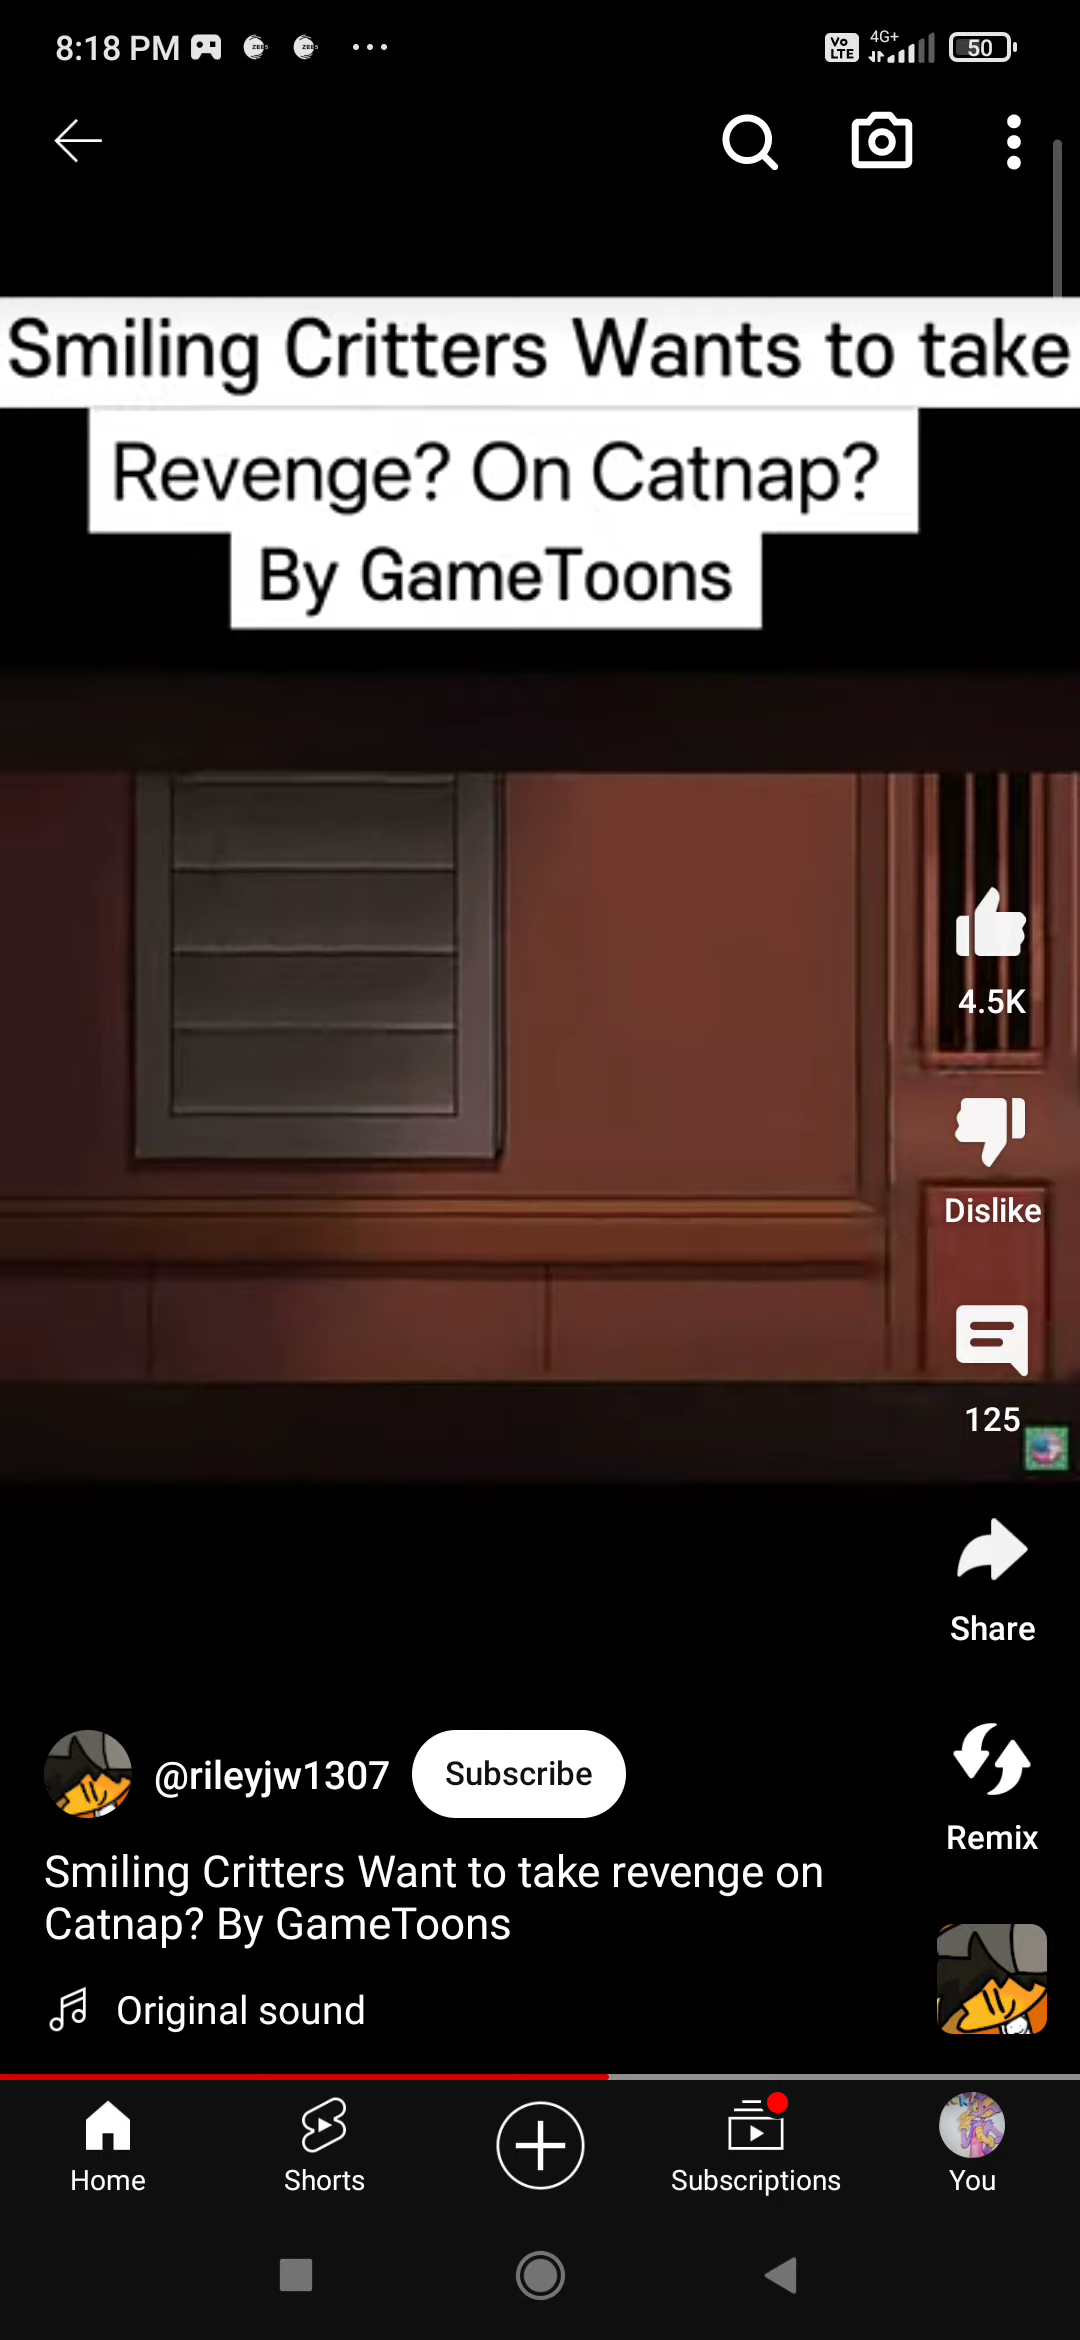 8:18 PM
Vo LTE 4G+ 50
Smiling Critters Wants to take
Revenge? On Catnap?
By GameToons
4.5K
Dislike
125
Share
@rileyjw1307 Subscribe
Remix
Smiling Critters Want to take revenge on
Catnap? By GameToons
Original sound
Home Shorts Subscriptions You